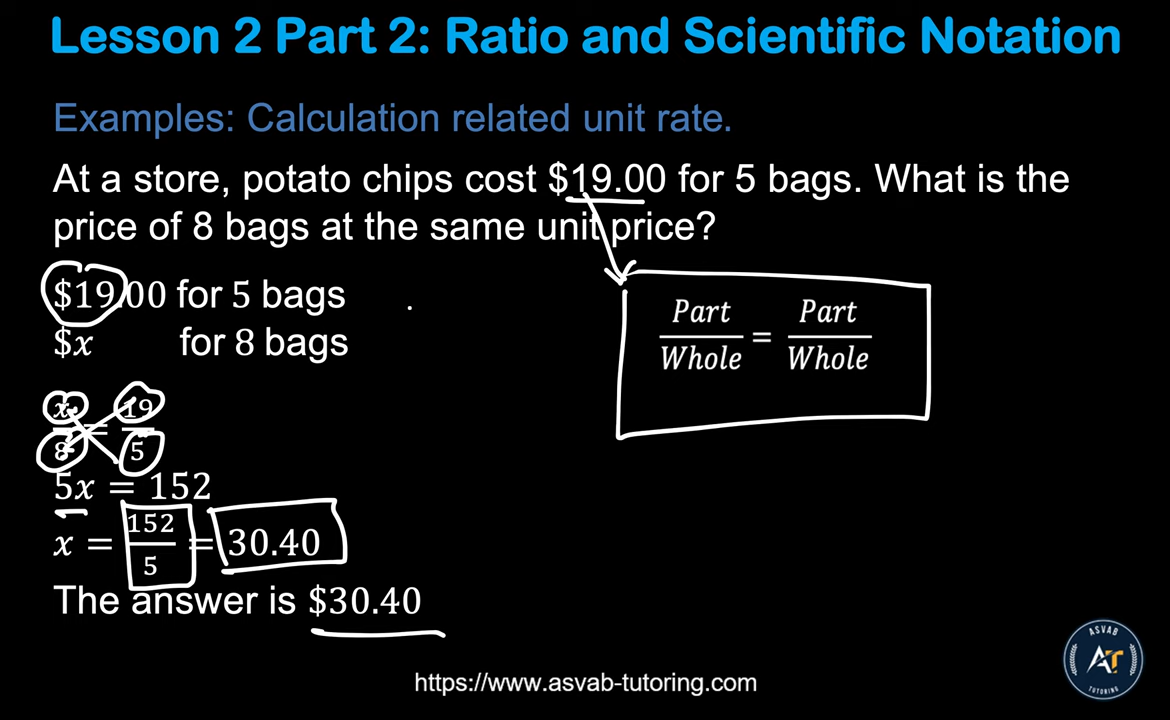 Lesson 2 Part 2: Ratio and Scientific Notation
Examples: Calculation related unit rate.
At a store, potato chips cost $19.00 for 5 bags. What is the
price of 8 bags at the same unit price?
$19.00 for 5 bags
$x for 8 bags
Part/Whole = Part/Whole
x/8 = 19/5
5x = 152
x = 152/5 = 30.40
The answer is $30.40
https://www.asvab-tutoring.com
ASVAB
AT
TUTORING